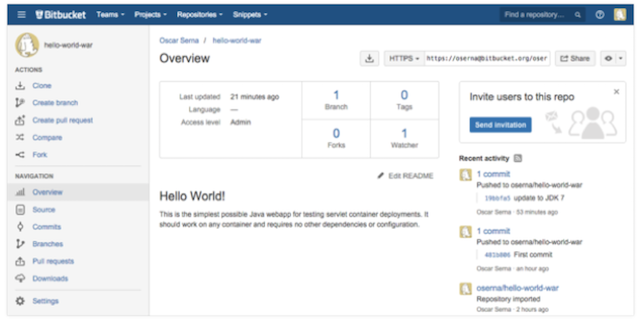 Bitbucket Teams Projects Repositories Snippets Find a repository...
hello-world-war
ACTIONS
Clone
Create branch
Create pull request
Compare
Fork
NAVIGATION
Overview
Source
Commits
Branches
Pull requests
Downloads
Settings
Oscar Serna / hello-world-war
Overview
HTTPS https://oserna@bitbucket.org/oser
Share
Last updated 21 minutes ago
Language —
Access level Admin
1
Branch
0
Tags
0
Forks
1
Watcher
Edit README
Hello World!
This is the simplest possible Java webapp for testing servlet container deployments. It
should work on any container and requires no other dependencies or configuration.
Invite users to this repo
Send invitation
Recent activity
1 commit
Pushed to oserna/hello-world-war
update to JDK 7
Oscar Serna · 53 minutes ago
1 commit
Pushed to oserna/hello-world-war
First commit
Oscar Serna · an hour ago
oserna/hello-world-war
Repository imported
Oscar Serna · 2 hours ago